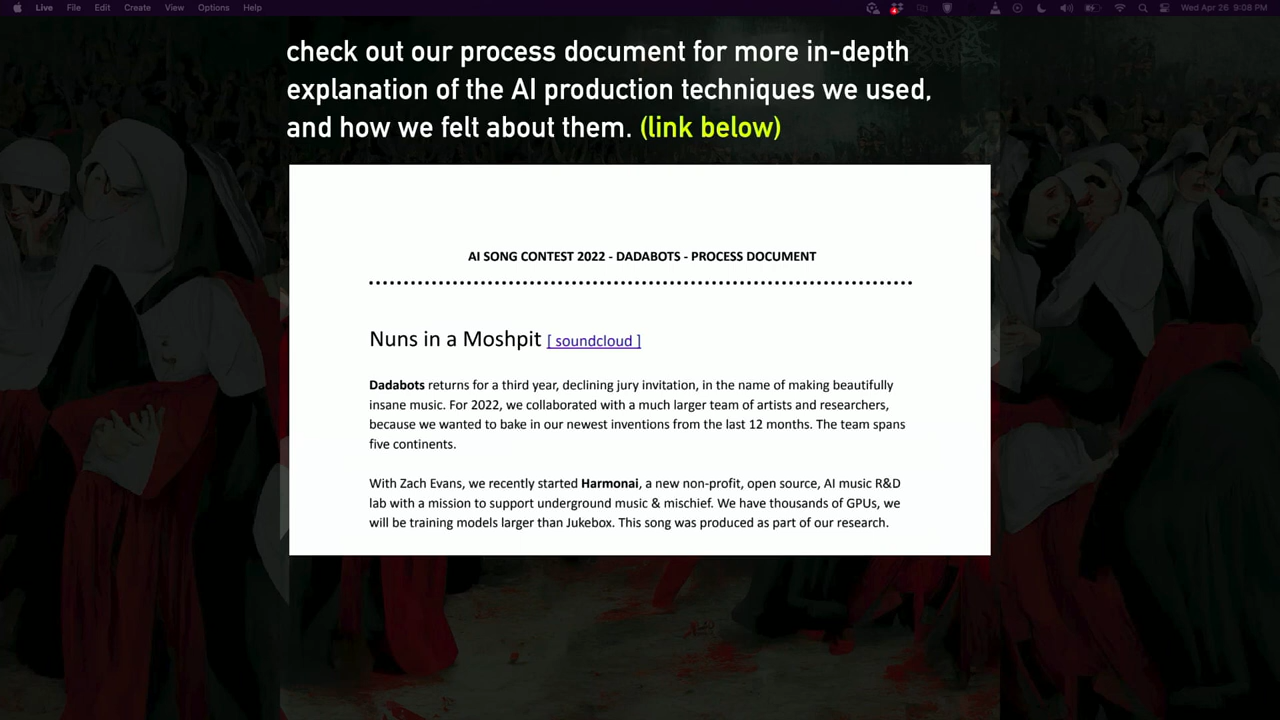 Live File Edit Create View Options Help
Wed Apr 26 9:08 PM
check out our process document for more in-depth
explanation of the AI production techniques we used,
and how we felt about them. (link below)
AI SONG CONTEST 2022 - DADABOTS - PROCESS DOCUMENT
Nuns in a Moshpit [ soundcloud ]
Dadabots returns for a third year, declining jury invitation, in the name of making beautifully
insane music. For 2022, we collaborated with a much larger team of artists and researchers,
because we wanted to bake in our newest inventions from the last 12 months. The team spans
five continents.
With Zach Evans, we recently started Harmonai, a new non-profit, open source, AI music R&D
lab with a mission to support underground music & mischief. We have thousands of GPUs, we
will be training models larger than Jukebox. This song was produced as part of our research.